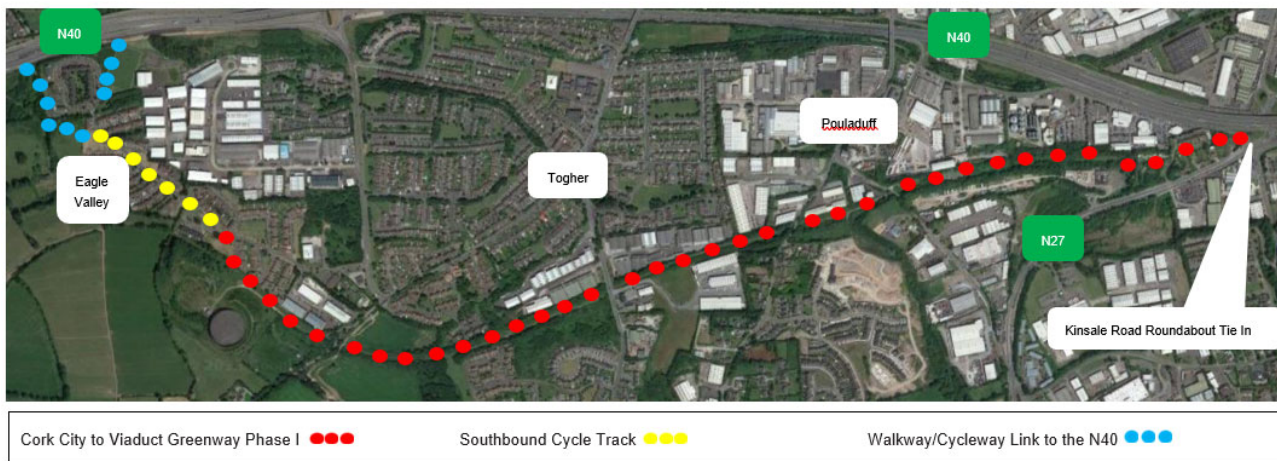 N40
N40
Pouladuff
Eagle
Valley
Togher
N27
Kinsale Road Roundabout Tie In
Cork City to Viaduct Greenway Phase I
Southbound Cycle Track
Walkway/Cycleway Link to the N40